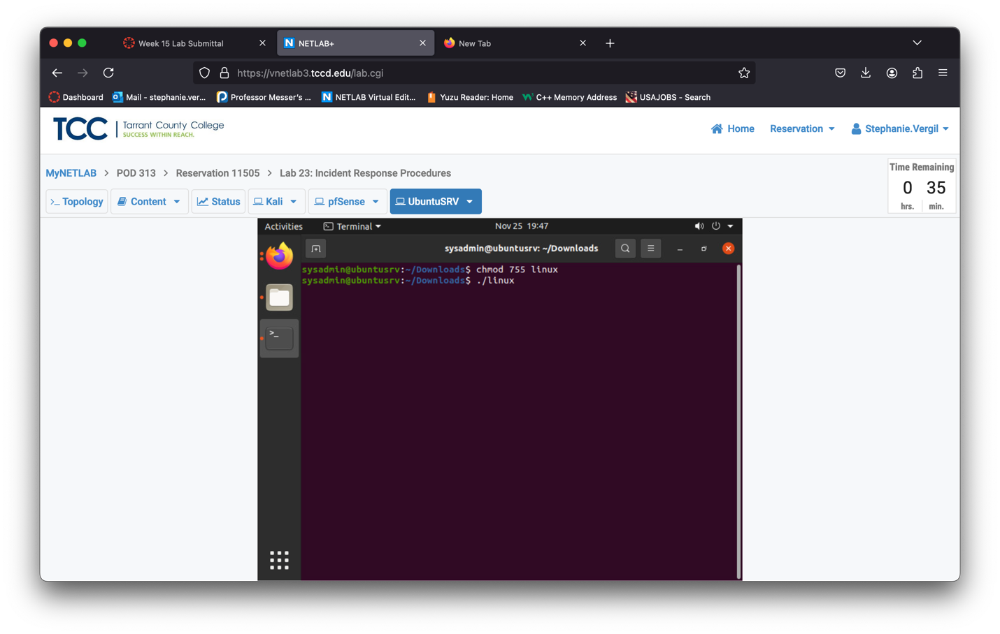 Week 15 Lab Submittal
NETLAB+
New Tab
https://vnetlab3.tccd.edu/lab.cgi
Dashboard
Mail - stephanie.ver...
Professor Messer's ...
NETLAB Virtual Edit...
Yuzu Reader: Home
C++ Memory Address
USAJOBS - Search
TCC Tarrant County College
SUCCESS WITHIN REACH.
Home
Reservation
Stephanie.Vergil
MyNETLAB > POD 313 > Reservation 11505 > Lab 23: Incident Response Procedures
Time Remaining
0 35
hrs. min.
>_ Topology
Content
Status
Kali
pfSense
UbuntuSRV
Activities
Terminal
Nov 25 19:47
sysadmin@ubuntusrv: ~/Downloads
sysadmin@ubuntusrv:~/Downloads$ chmod 755 linux
sysadmin@ubuntusrv:~/Downloads$ ./linux